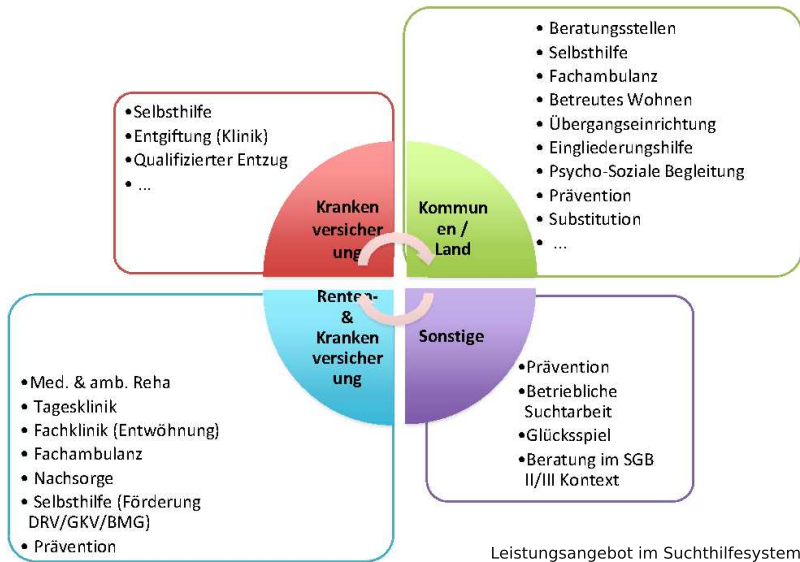 •Selbsthilfe
•Entgiftung (Klinik)
•Qualifizierter Entzug
• ...
• Beratungsstellen
• Selbsthilfe
• Fachambulanz
• Betreutes Wohnen
• Übergangseinrichtung
• Eingliederungshilfe
• Psycho-Soziale Begleitung
• Prävention
• Substitution
• ...
Kranken
versicher
ung
Kommun
en /
Land
Renten-
&
Kranken
versicher
ung
Sonstige
•Med. & amb. Reha
• Tagesklinik
• Fachklinik (Entwöhnung)
• Fachambulanz
• Nachsorge
• Selbsthilfe (Förderung
DRV/GKV/BMG)
• Prävention
•Prävention
•Betriebliche
Suchtarbeit
•Glücksspiel
•Beratung im SGB
II/III Kontext
Leistungsangebot im Suchthilfesystem